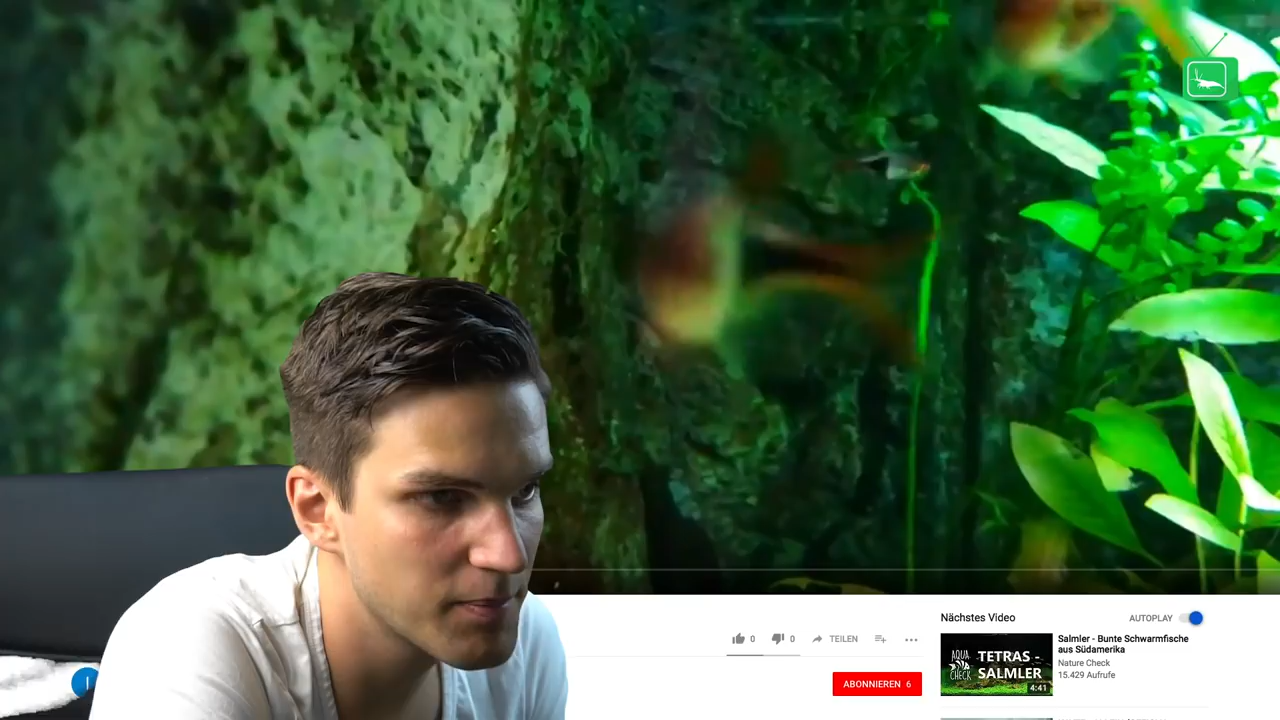 Nächstes Video
AUTOPLAY
0
0
TEILEN
ABONNIEREN 6
AQUA
CHECK
TETRAS -
SALMLER
4:41
Salmler - Bunte Schwarmfische
aus Südamerika
Nature Check
15.429 Aufrufe